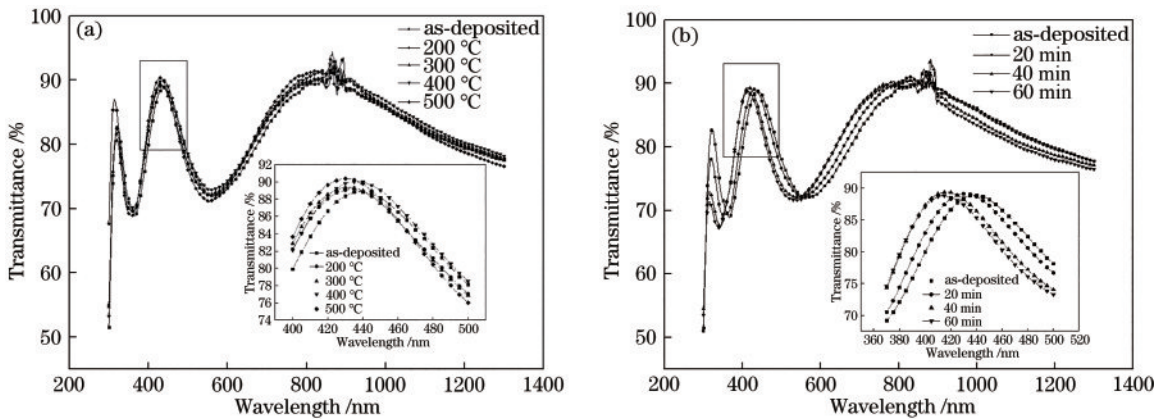 (a)
as-deposited
200 °C
300 °C
400 °C
500 °C
Transmittance /%
100
90
80
70
60
50
200 400 600 800 1000 1200 1400
Wavelength /nm
Transmittance /%
92
90
88
86
84
82
80
78
76
74
as-deposited
200 °C
300 °C
400 °C
500 °C
400 420 440 460 480 500
Wavelength /nm
(b)
as-deposited
20 min
40 min
60 min
Transmittance /%
100
90
80
70
60
50
200 400 600 800 1000 1200 1400
Wavelength /nm
Transmittance /%
90
85
80
75
70
as-deposited
20 min
40 min
60 min
360 380 400 420 440 460 480 500 520
Wavelength /nm